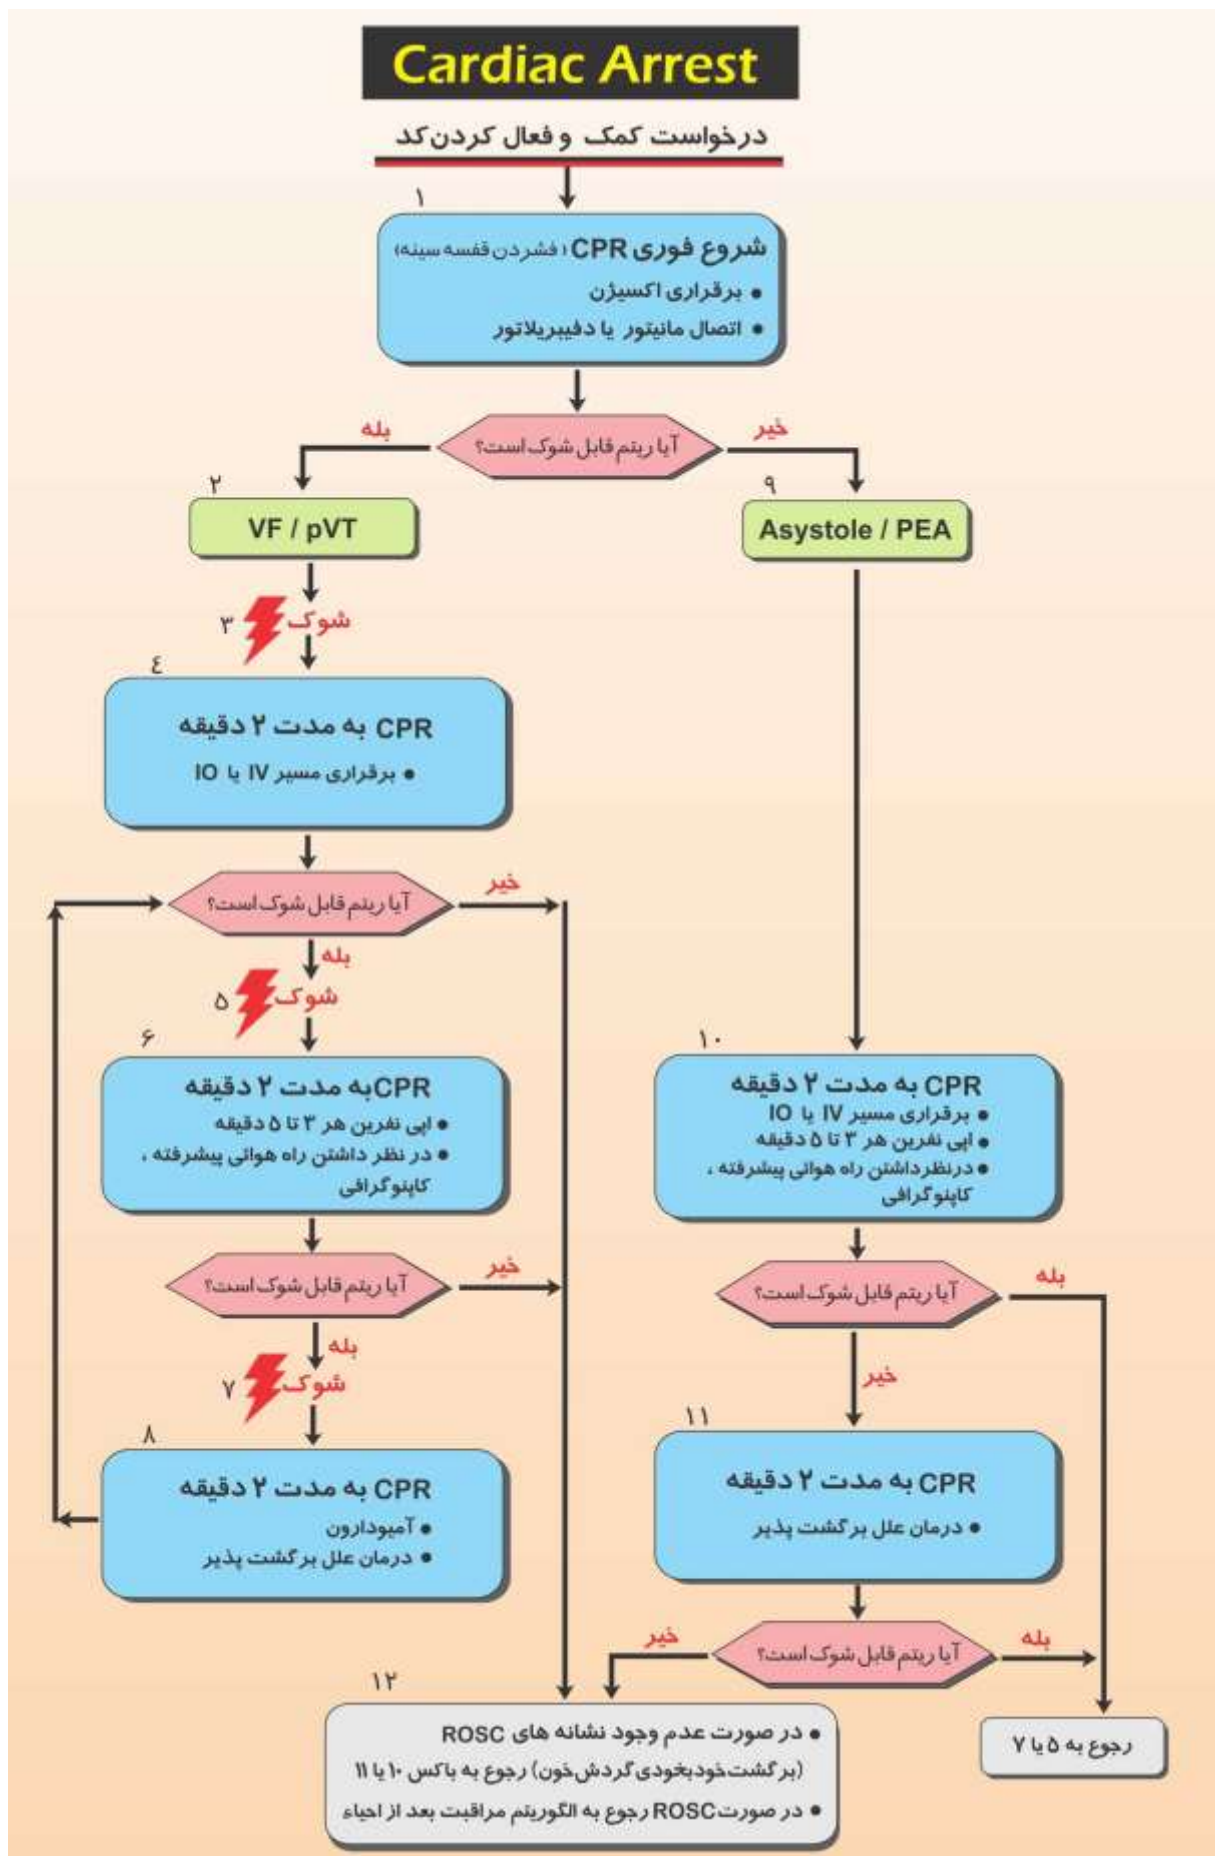 Cardiac Arrest
درخواست کمک و فعال کردن کد
۱
شروع فوری CPR (فشردن قفسه سینه)
• برقراری اکسیژن
• اتصال مانیتور یا دفیبریلاتور
آیا ریتم قابل شوک است؟
بله
خیر
۲
VF / pVT
۳
شوک
٤
CPR به مدت ۲ دقیقه
• برقراری مسیر IV یا IO
آیا ریتم قابل شوک است؟
خیر
بله
۵
شوک
۶
CPR به مدت ۲ دقیقه
• اپی نفرین هر ۳ تا ۵ دقیقه
• در نظر داشتن راه هوائی پیشرفته ،
کاپنوگرافی
آیا ریتم قابل شوک است؟
خیر
بله
۷
شوک
۸
CPR به مدت ۲ دقیقه
• آمیودارون
• درمان علل برگشت پذیر
۹
Asystole / PEA
۱۰
CPR به مدت ۲ دقیقه
• برقراری مسیر IV یا IO
• اپی نفرین هر ۳ تا ۵ دقیقه
• درنظرداشتن راه هوائی پیشرفته ،
کاپنوگرافی
آیا ریتم قابل شوک است؟
بله
خیر
۱۱
CPR به مدت ۲ دقیقه
• درمان علل برگشت پذیر
آیا ریتم قابل شوک است؟
خیر
بله
۱۲
• در صورت عدم وجود نشانه های ROSC
(برگشت خودبخودی گردش خون) رجوع به باکس ۱۰ یا ۱۱
• در صورت ROSC رجوع به الگوریتم مراقبت بعد از احیاء
رجوع به ۵ یا ۷